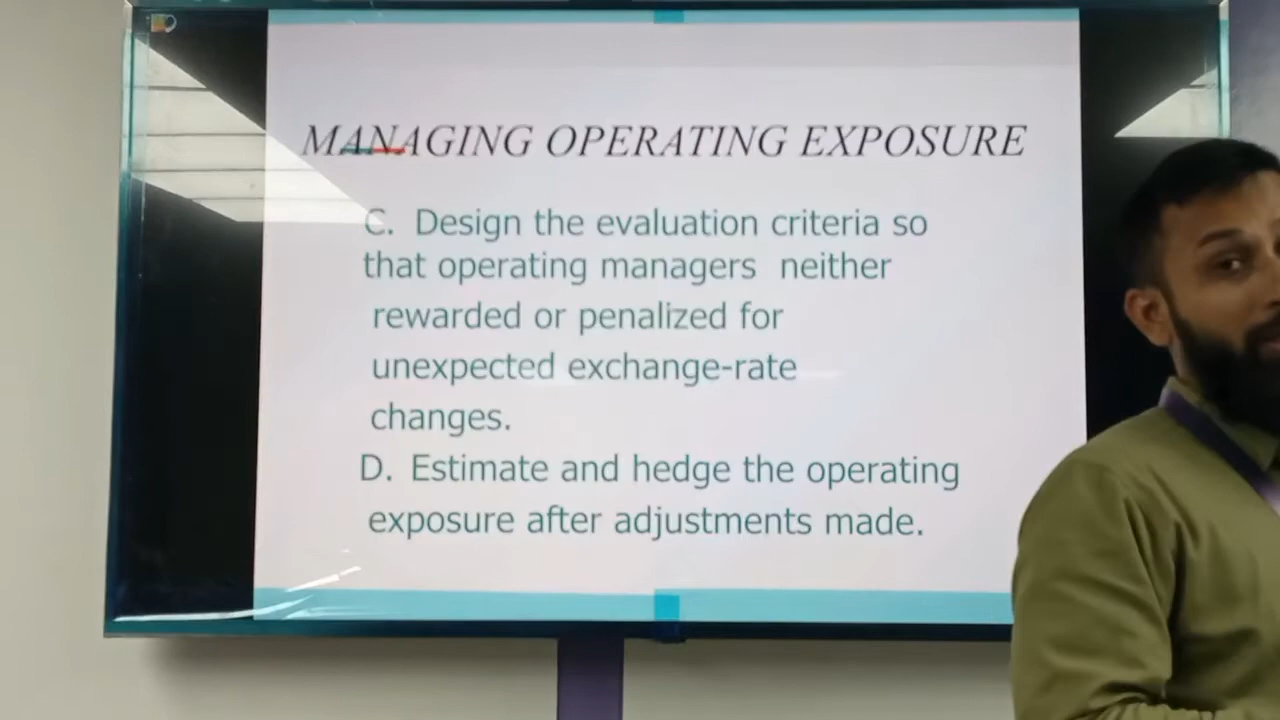 MANAGING OPERATING EXPOSURE
C. Design the evaluation criteria so
that operating managers neither
rewarded or penalized for
unexpected exchange-rate
changes.
D. Estimate and hedge the operating
exposure after adjustments made.